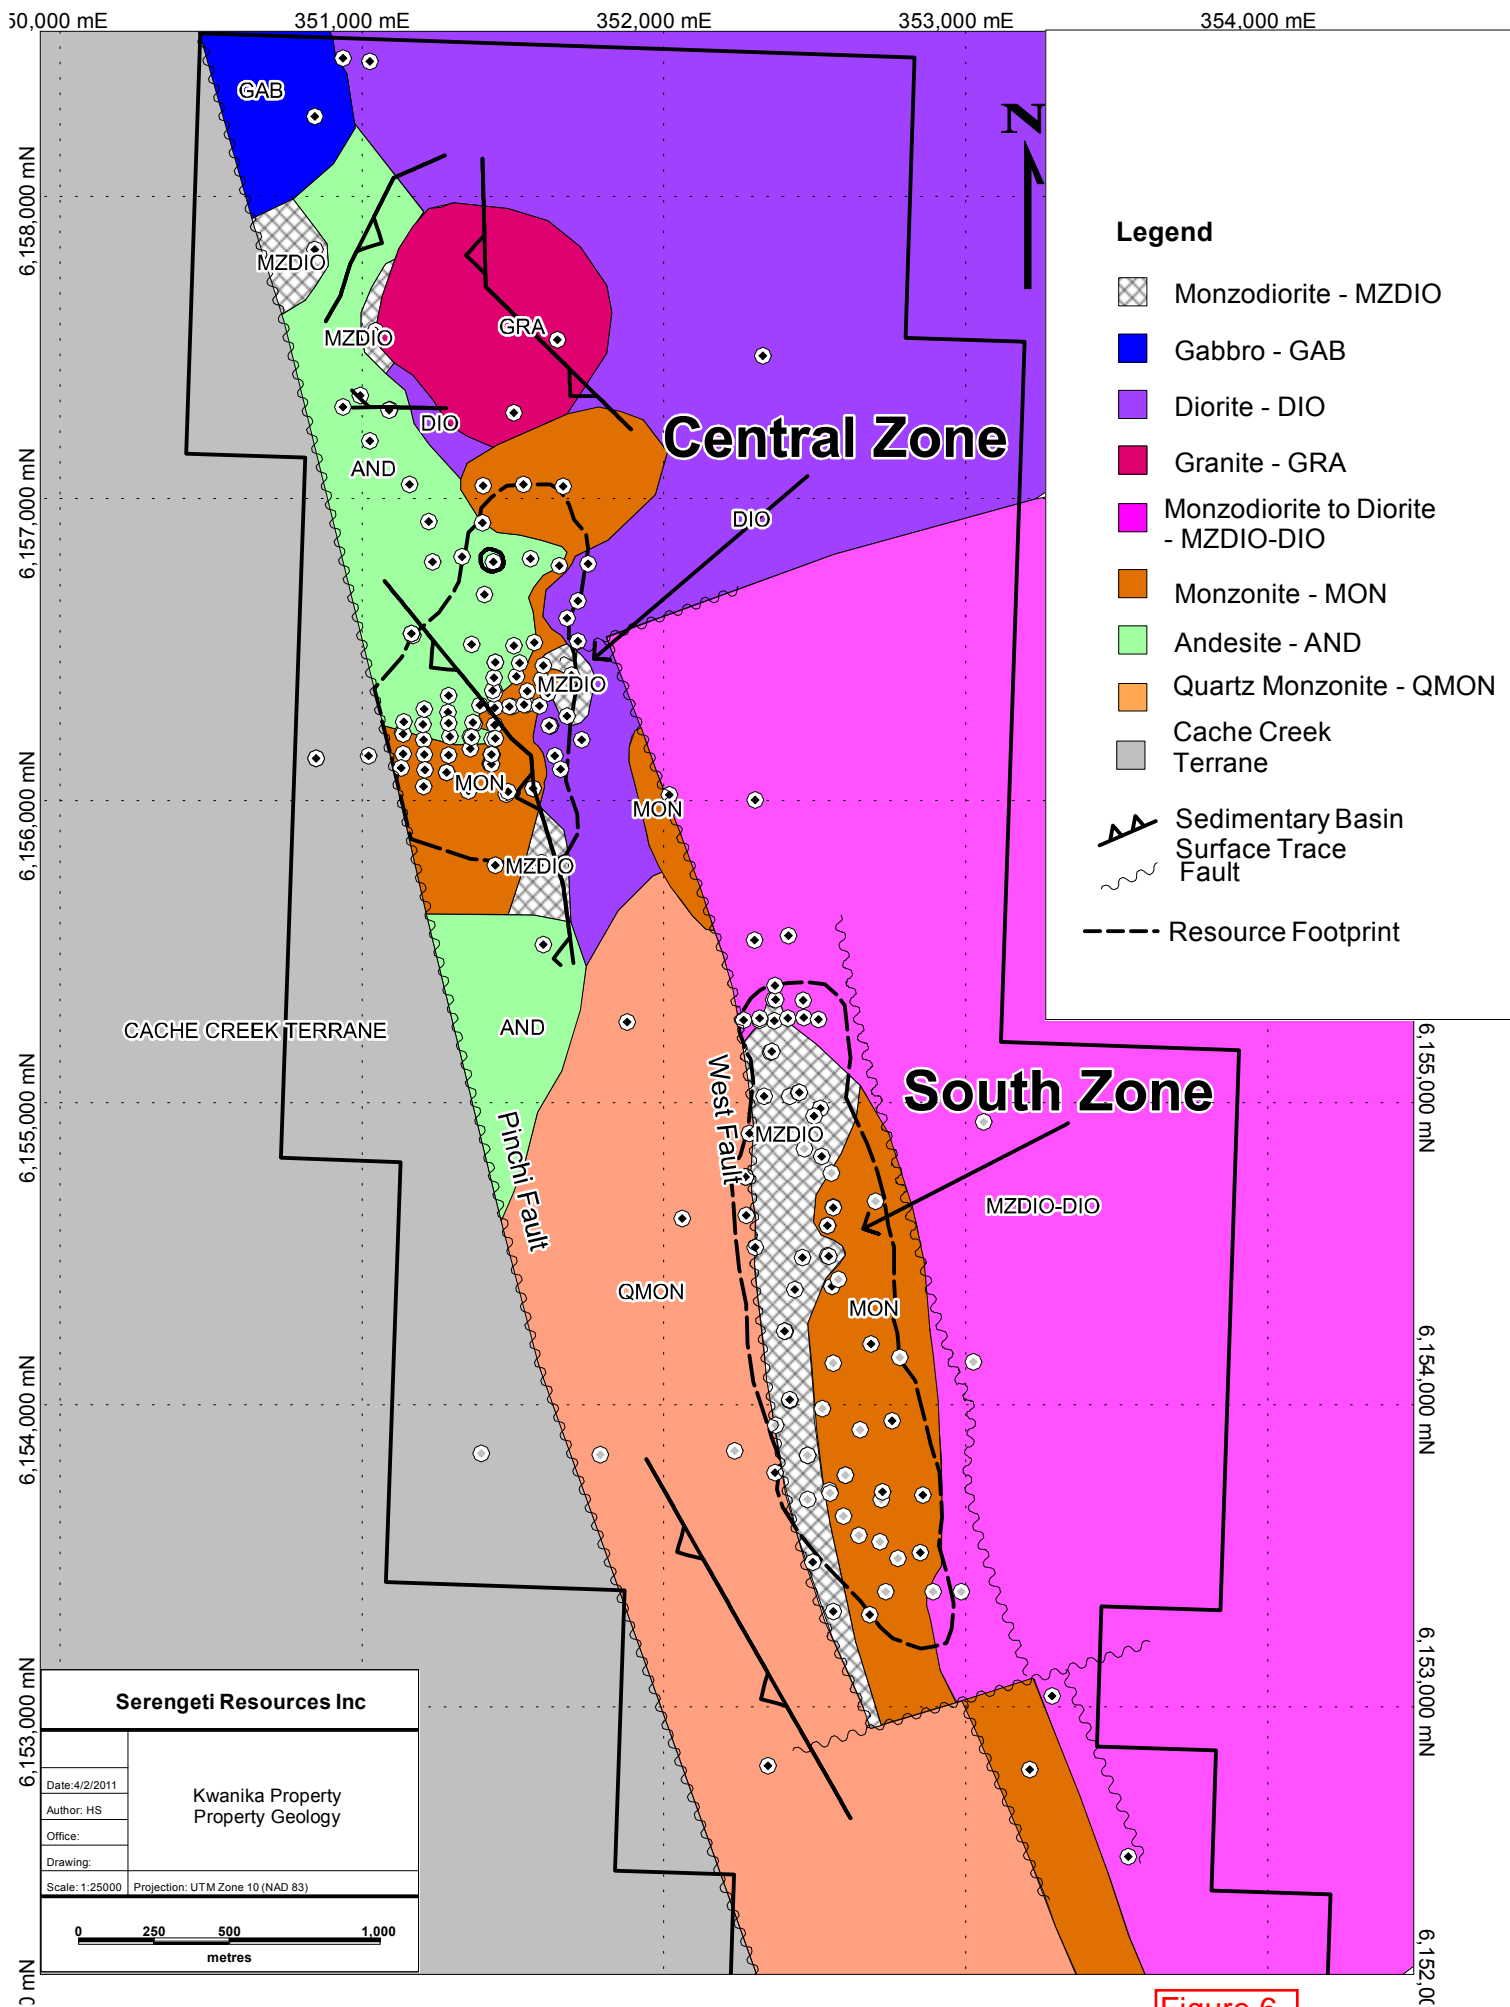 50,000 mE
351,000 mE
352,000 mE
353,000 mE
354,000 mE
6,158,000 mN
6,157,000 mN
6,156,000 mN
6,155,000 mN
6,154,000 mN
6,153,000 mN
0 mN
6,155,000 mN
6,154,000 mN
6,153,000 mN
6,152,00
N
GAB
MZDIO
MZDIO
GRA
DIO
AND
Central Zone
DIO
MZDIO
MON
MON
MZDIO
CACHE CREEK TERRANE
AND
West Fault
South Zone
MZDIO
Pinchi Fault
MZDIO-DIO
QMON
MON
Legend
Monzodiorite - MZDIO
Gabbro - GAB
Diorite - DIO
Granite - GRA
Monzodiorite to Diorite
- MZDIO-DIO
Monzonite - MON
Andesite - AND
Quartz Monzonite - QMON
Cache Creek
Terrane
Sedimentary Basin
Surface Trace
Fault
Resource Footprint
Serengeti Resources Inc
Date:4/2/2011
Author: HS
Office:
Drawing:
Scale: 1:25000
Kwanika Property
Property Geology
Projection: UTM Zone 10 (NAD 83)
0 250 500 1,000
metres
Figure 6